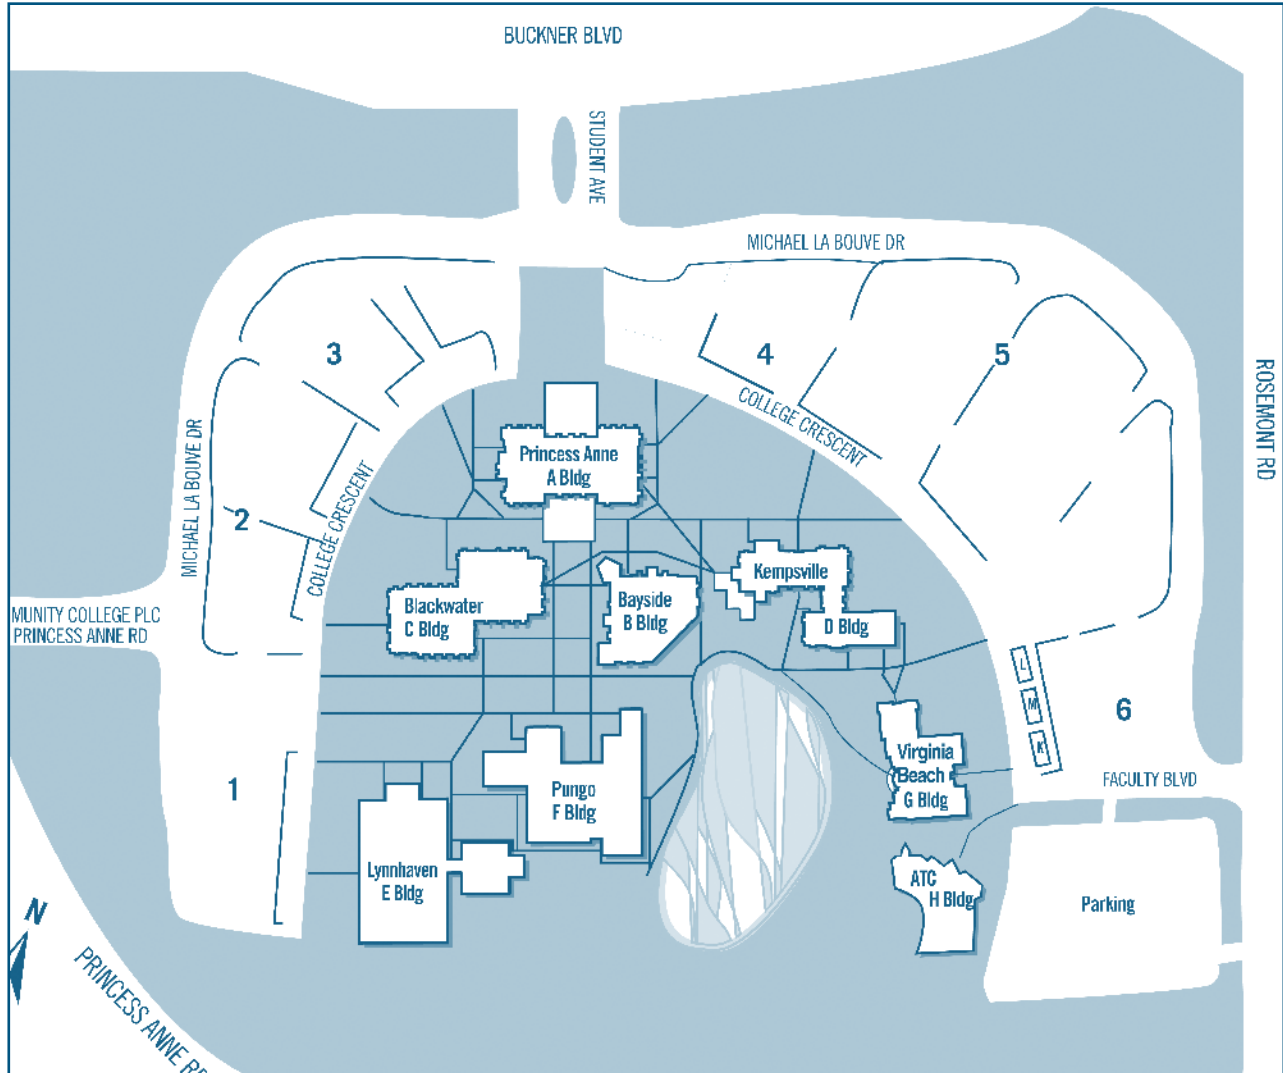 BUCKNER BLVD
STUDENT AVE
MICHAEL LA BOUVE DR
3
4
5
ROSEMONT RD
COLLEGE CRESCENT
Princess Anne
A Bldg
MICHAEL LA BOUVE DR
2
COLLEGE CRESCENT
Kempsville
D Bldg
Blackwater
C Bldg
Bayside
B Bldg
MUNITY COLLEGE PLC
PRINCESS ANNE RD
L
M
K
6
Virginia
Beach
G Bldg
FACULTY BLVD
1
Pungo
F Bldg
Lynnhaven
E Bldg
ATC
H Bldg
Parking
N
PRINCESS ANNE RD